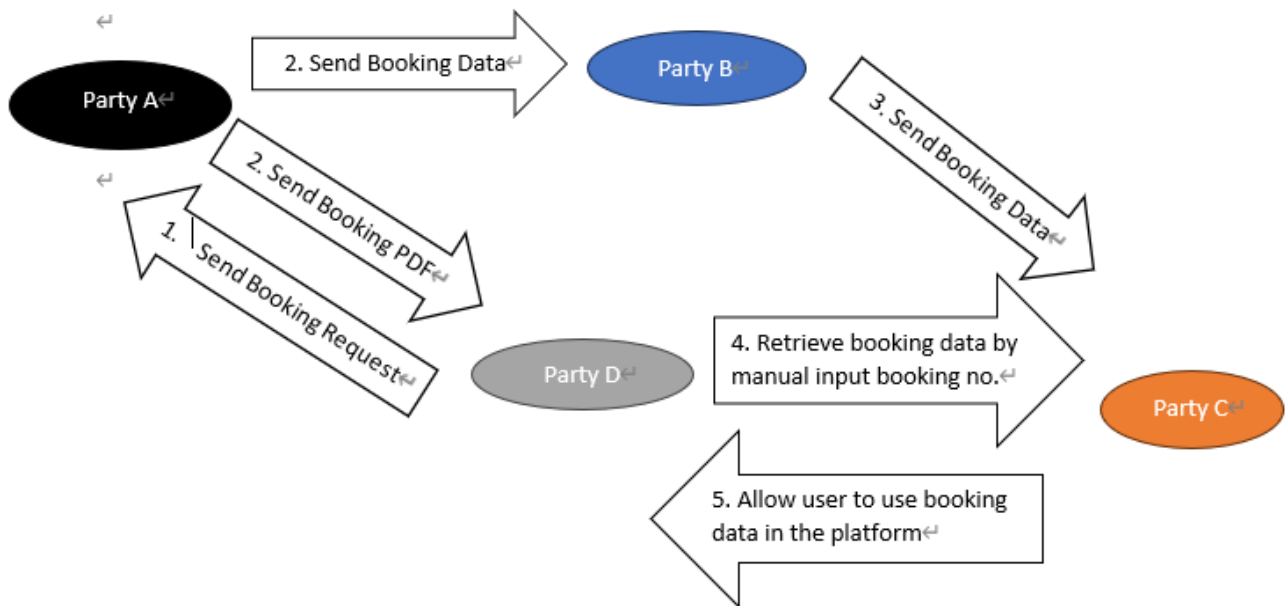 2. Send Booking Data
Party B
Party A
3. Send Booking Data
2. Send Booking PDF
1. Send Booking Request
4. Retrieve booking data by
manual input booking no.
Party D
Party C
5. Allow user to use booking
data in the platform